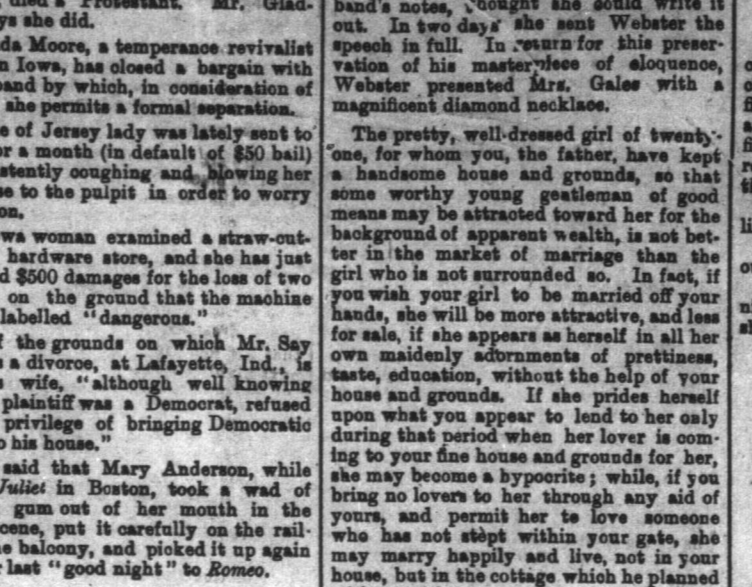 died a Protestant. Mr. Glad-
ys she did.
da Moore, a temperance revivalist
n Iowa, has closed a bargain with
and by which, in consideration of
she permits a formal separation.
e of Jersey lady was lately sent to
or a month (in default of $50 bail)
stently coughing and blowing her
se to the pulpit in order to worry
on.
wa woman examined a straw-cut-
hardware store, and she has just
d $500 damages for the loss of two
on the ground that the machine
labelled "dangerous."
f the grounds on which Mr. Say
s a divorce, at Lafayette, Ind., is
s wife, "although well knowing
plaintiff was a Democrat, refused
privilege of bringing Democratic
o his house."
said that Mary Anderson, while
Juliet in Boston, took a wad of
gum out of her mouth in the
cene, put it carefully on the rail-
e balcony, and picked it up again
last "good night" to Romeo.
band's notes, thought she could write it
out. In two days she sent Webster the
speech in full. In return for this preser-
vation of his masterpiece of eloquence,
Webster presented Mrs. Gales with a
magnificent diamond necklace.
The pretty, well-dressed girl of twenty-
one, for whom you, the father, have kept
a handsome house and grounds, so that
some worthy young gentleman of good
means may be attracted toward her for the
background of apparent wealth, is not bet-
ter in the market of marriage than the
girl who is not surrounded so. In fact, if
you wish your girl to be married off your
hands, she will be more attractive, and less
for sale, if she appears as herself in all her
own maidenly adornments of prettiness,
taste, education, without the help of your
house and grounds. If she prides herself
upon what you appear to lend to her only
during that period when her lover is com-
ing to your fine house and grounds for her,
she may become a hypocrite; while, if you
bring no lovers to her through any aid of
yours, and permit her to love someone
who has not stept within your gate, she
may marry happily and live, not in your
house, but in the cottage which he planned